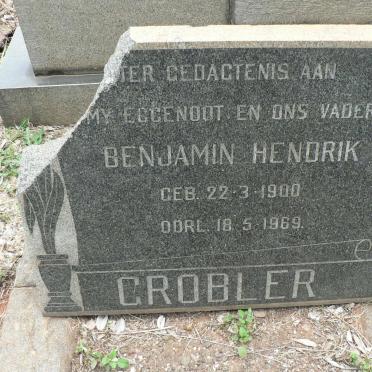 TER GEDAGTENIS AAN
MY EGGENOOT EN ONS VADER
BENJAMIN HENDRIK
GEB. 22-3-1900
OORL. 18-5-1969.
GROBLER